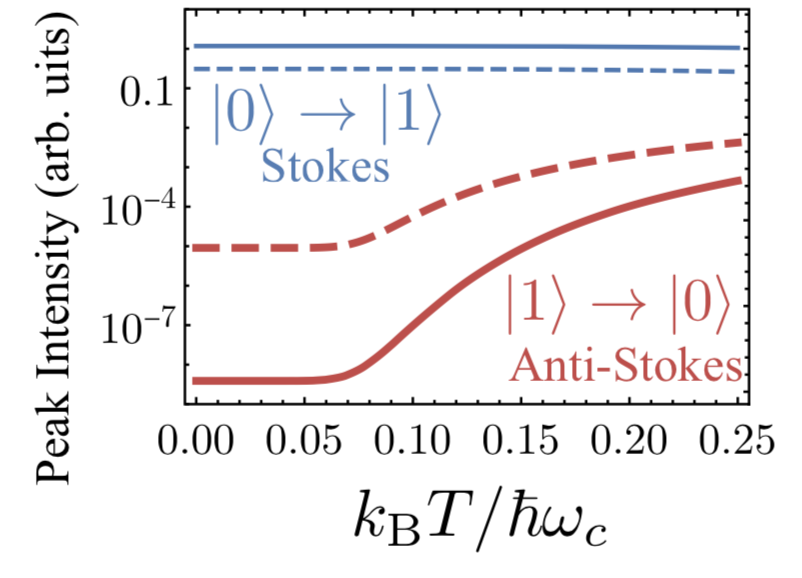 Peak Intensity (arb. uits)
0.1
10⁻⁴
10⁻⁷
|0⟩ → |1⟩
Stokes
|1⟩ → |0⟩
Anti-Stokes
0.00 0.05 0.10 0.15 0.20 0.25
k_B T/ħω_c